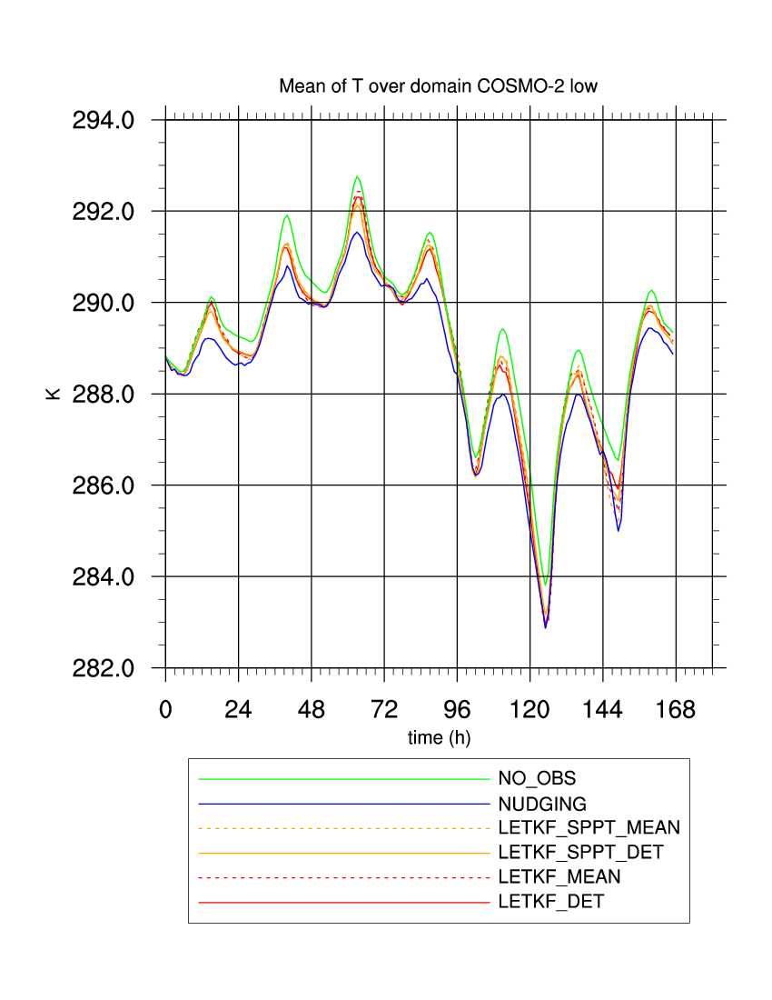 Mean of T over domain COSMO-2 low
294.0
292.0
290.0
288.0
286.0
284.0
282.0
K
0 24 48 72 96 120 144 168
time (h)
NO_OBS
NUDGING
LETKF_SPPT_MEAN
LETKF_SPPT_DET
LETKF_MEAN
LETKF_DET